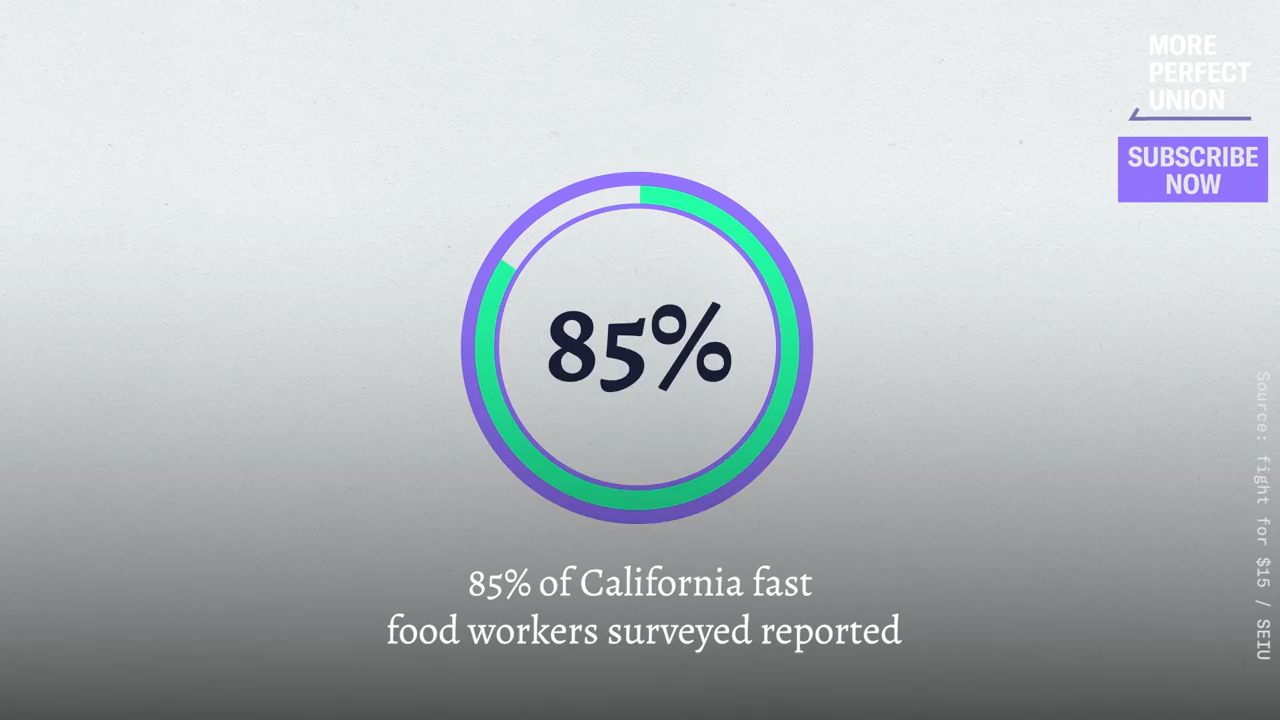 MORE
PERFECT
UNION
SUBSCRIBE
NOW
85%
85% of California fast
food workers surveyed reported
Source: fight for $15 / SEIU